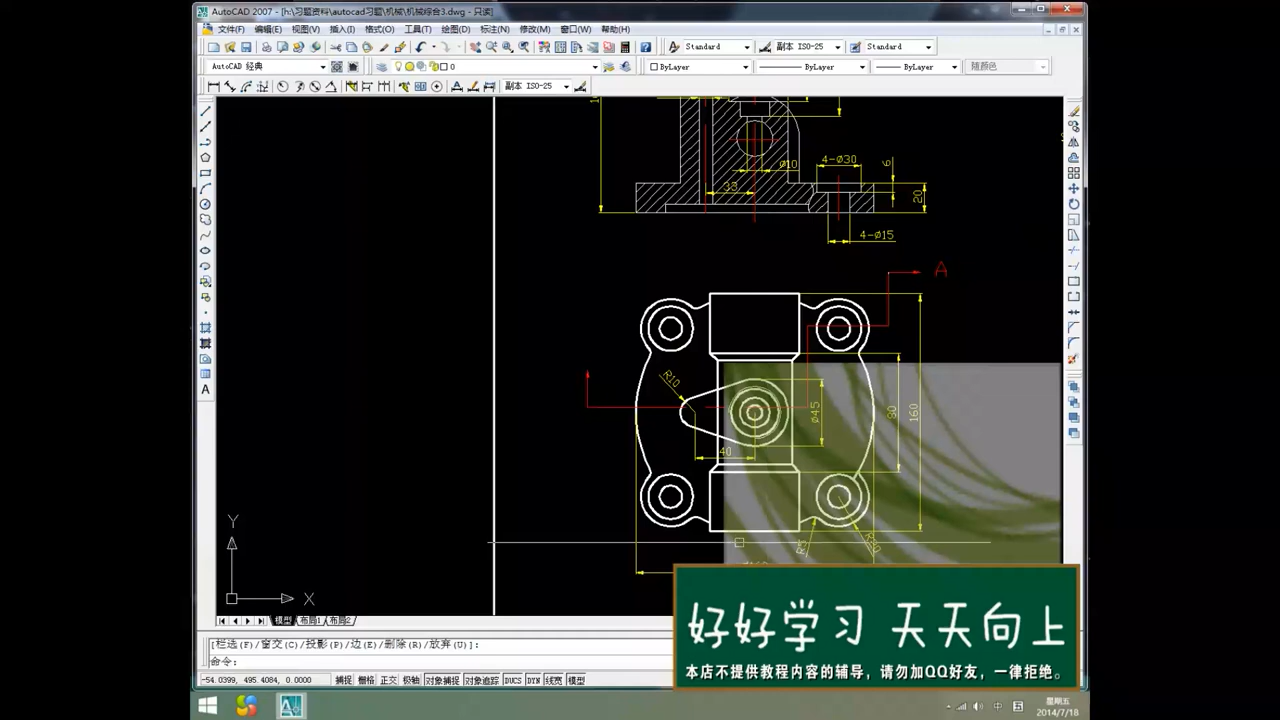 AutoCAD 2007 - [h:\习题资料\autocad习题\机械\机械综合3.dwg - 只读]
文件(F) 编辑(E) 视图(V) 插入(I) 格式(O) 工具(T) 绘图(D) 标注(N) 修改(M) 窗口(W) 帮助(H)
Standard 副本 ISO-25 Standard
AutoCAD 经典 0 ByLayer ByLayer ByLayer 随颜色
副本 ISO-25
4-Ø30 6
Ø10
33 20
4-Ø15
A
R10
Ø45 80 160
40
R5 R20
Y
X
模型 布局1 布局2
[栏选(F)/窗交(C)/投影(P)/边(E)/删除(R)/放弃(U)]:
命令:
-54.0399, 495.4084, 0.0000 捕捉 栅格 正交 极轴 对象捕捉 对象追踪 DUCS DYN 线宽 模型
好好学习 天天向上
本店不提供教程内容的辅导，请勿加QQ好友，一律拒绝。
中 五 星期五
2014/7/18